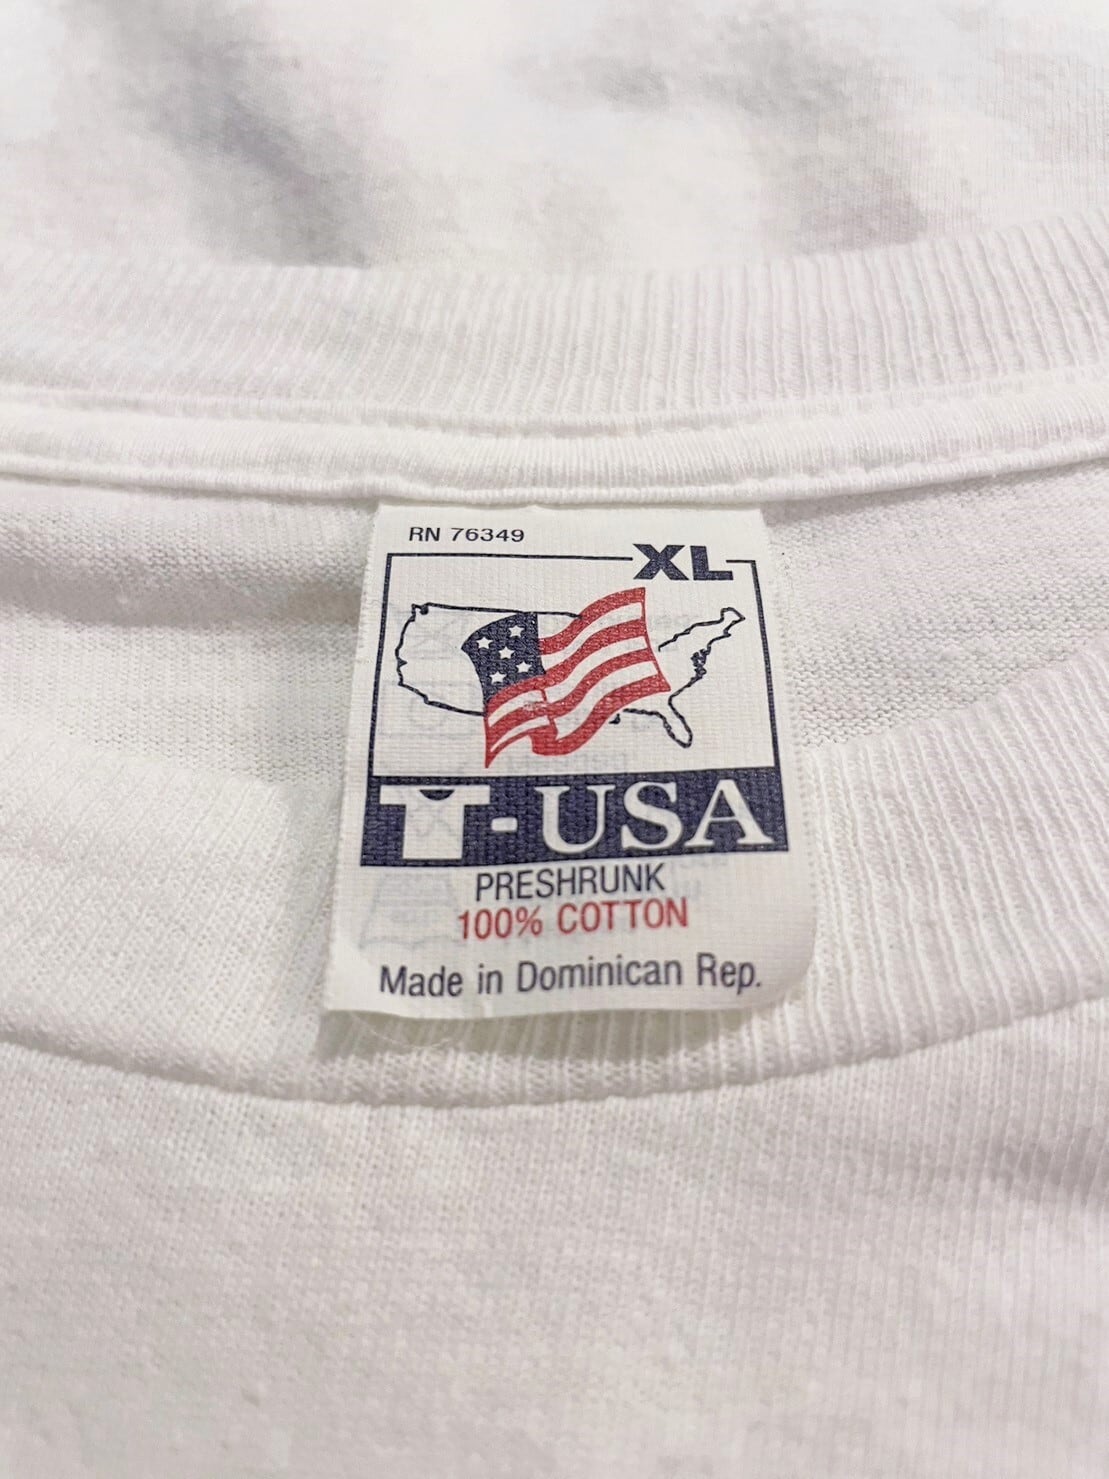 RN 76349
XL
T-USA
PRESHRUNK
100% COTTON
Made in Dominican Rep.